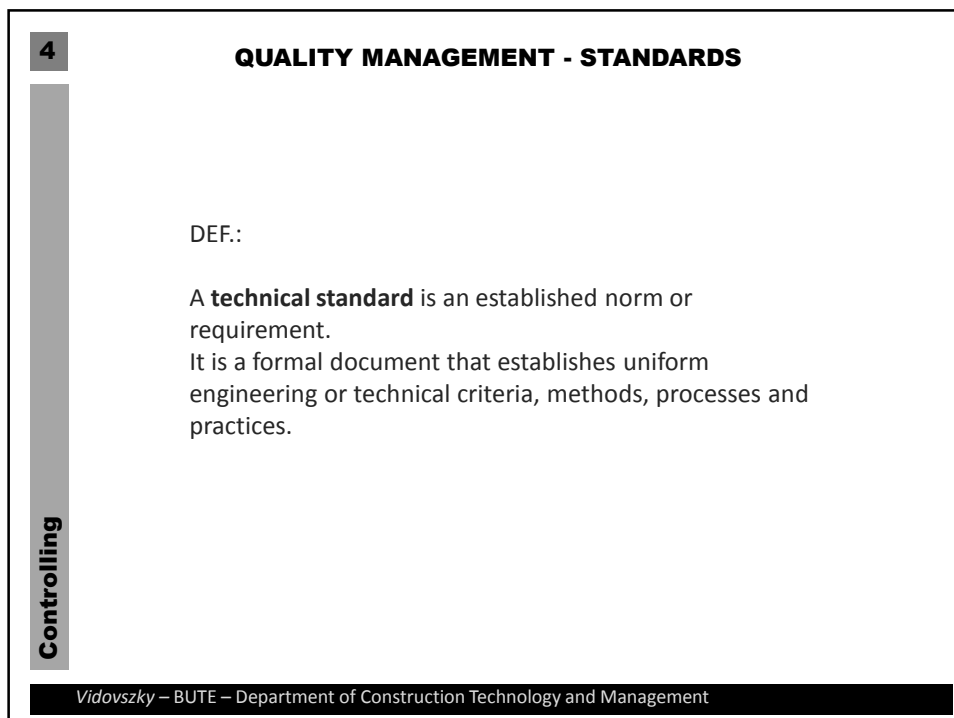 4
QUALITY MANAGEMENT - STANDARDS
DEF.:
A technical standard is an established norm or
requirement.
It is a formal document that establishes uniform
engineering or technical criteria, methods, processes and
practices.
Controlling
Vidovszky – BUTE – Department of Construction Technology and Management